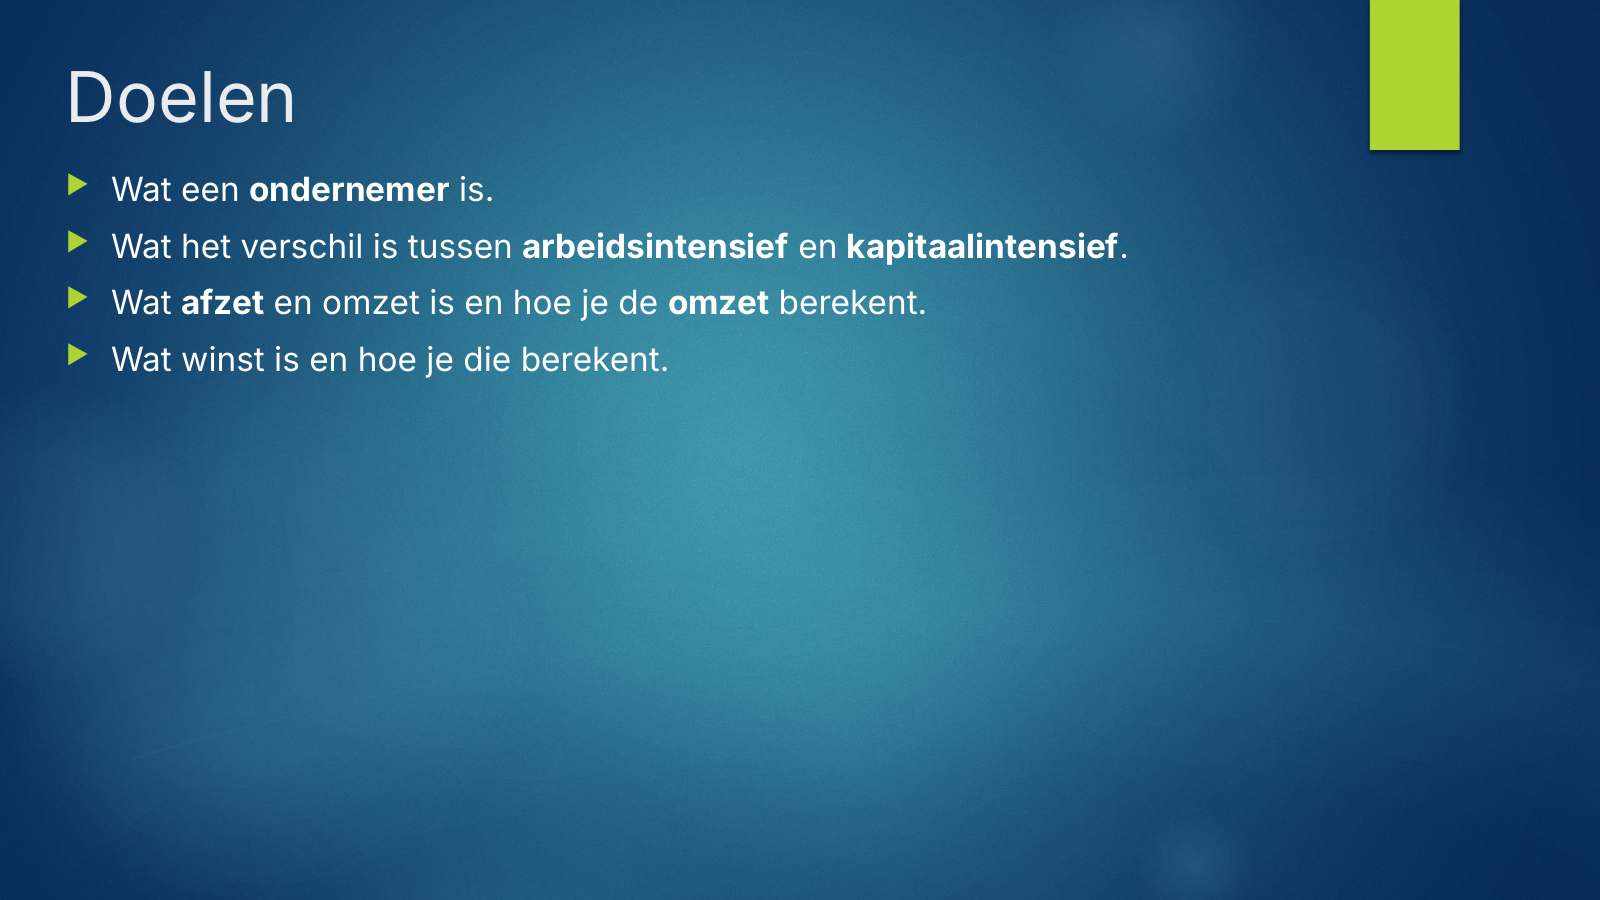 Doelen
Wat een ondernemer is.
Wat het verschil is tussen arbeidsintensief en kapitaalintensief.
Wat afzet en omzet is en hoe je de omzet berekent.
Wat winst is en hoe je die berekent.